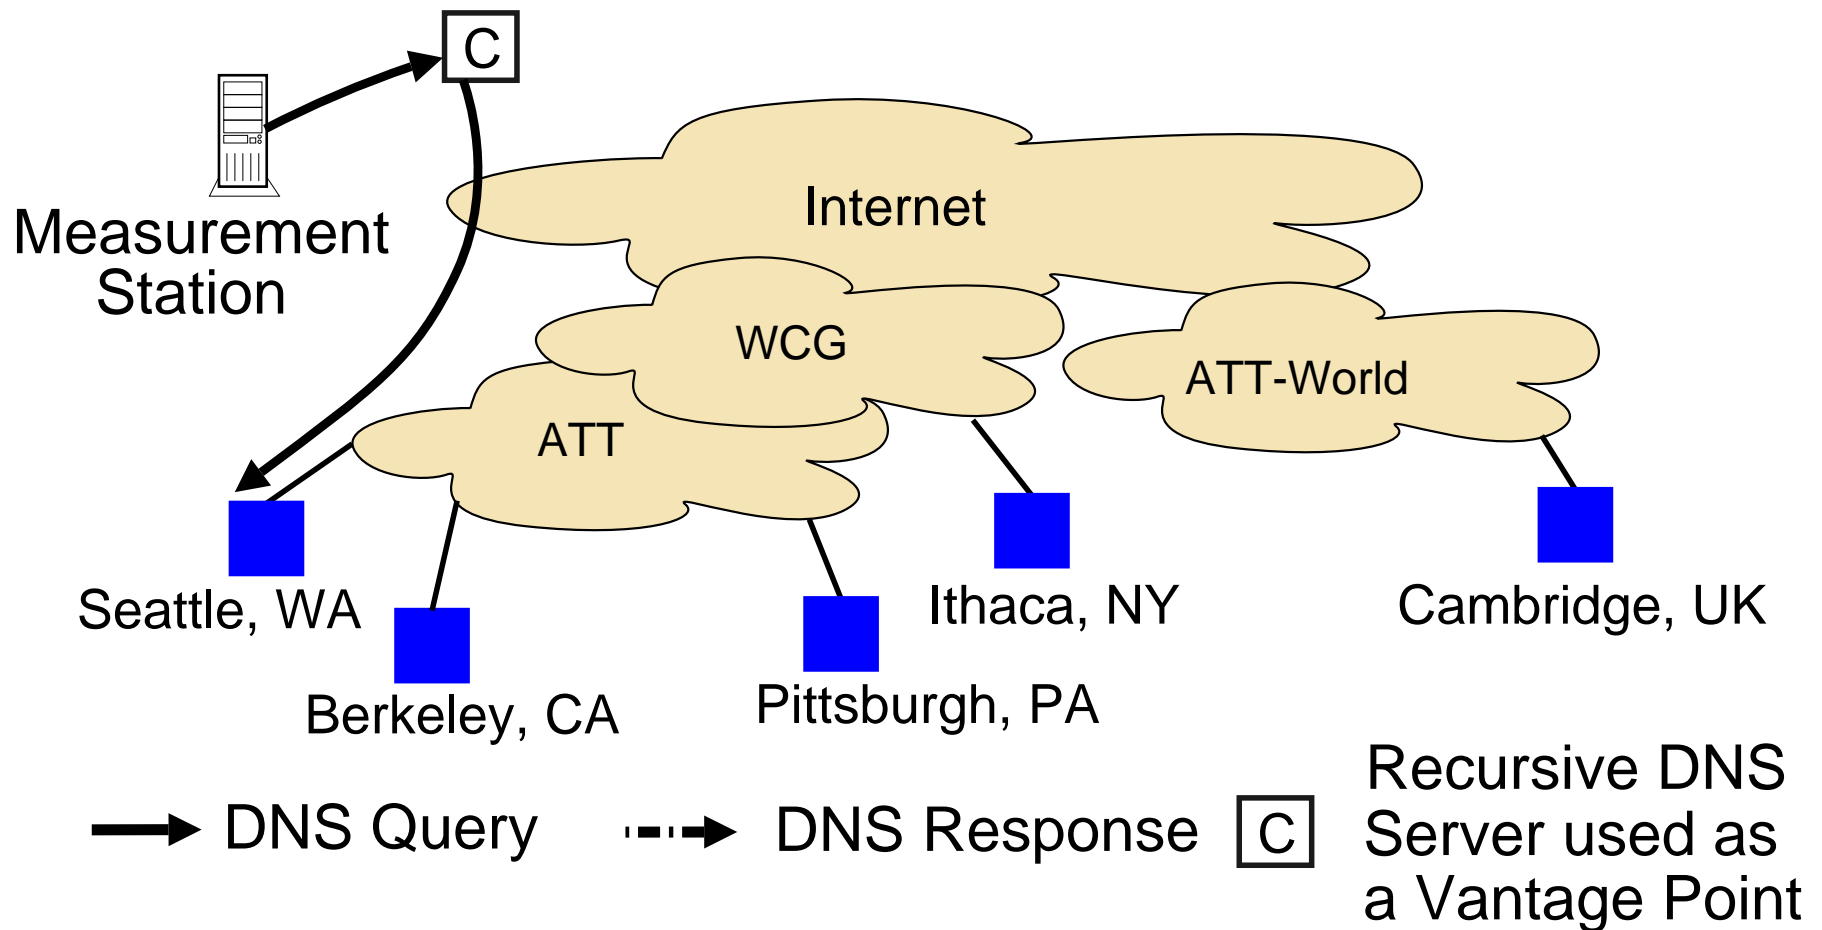 C
Measurement
Station
Internet
WCG
ATT-World
ATT
Seattle, WA
Berkeley, CA
Pittsburgh, PA
Ithaca, NY
Cambridge, UK
DNS Query
DNS Response
C
Recursive DNS
Server used as
a Vantage Point